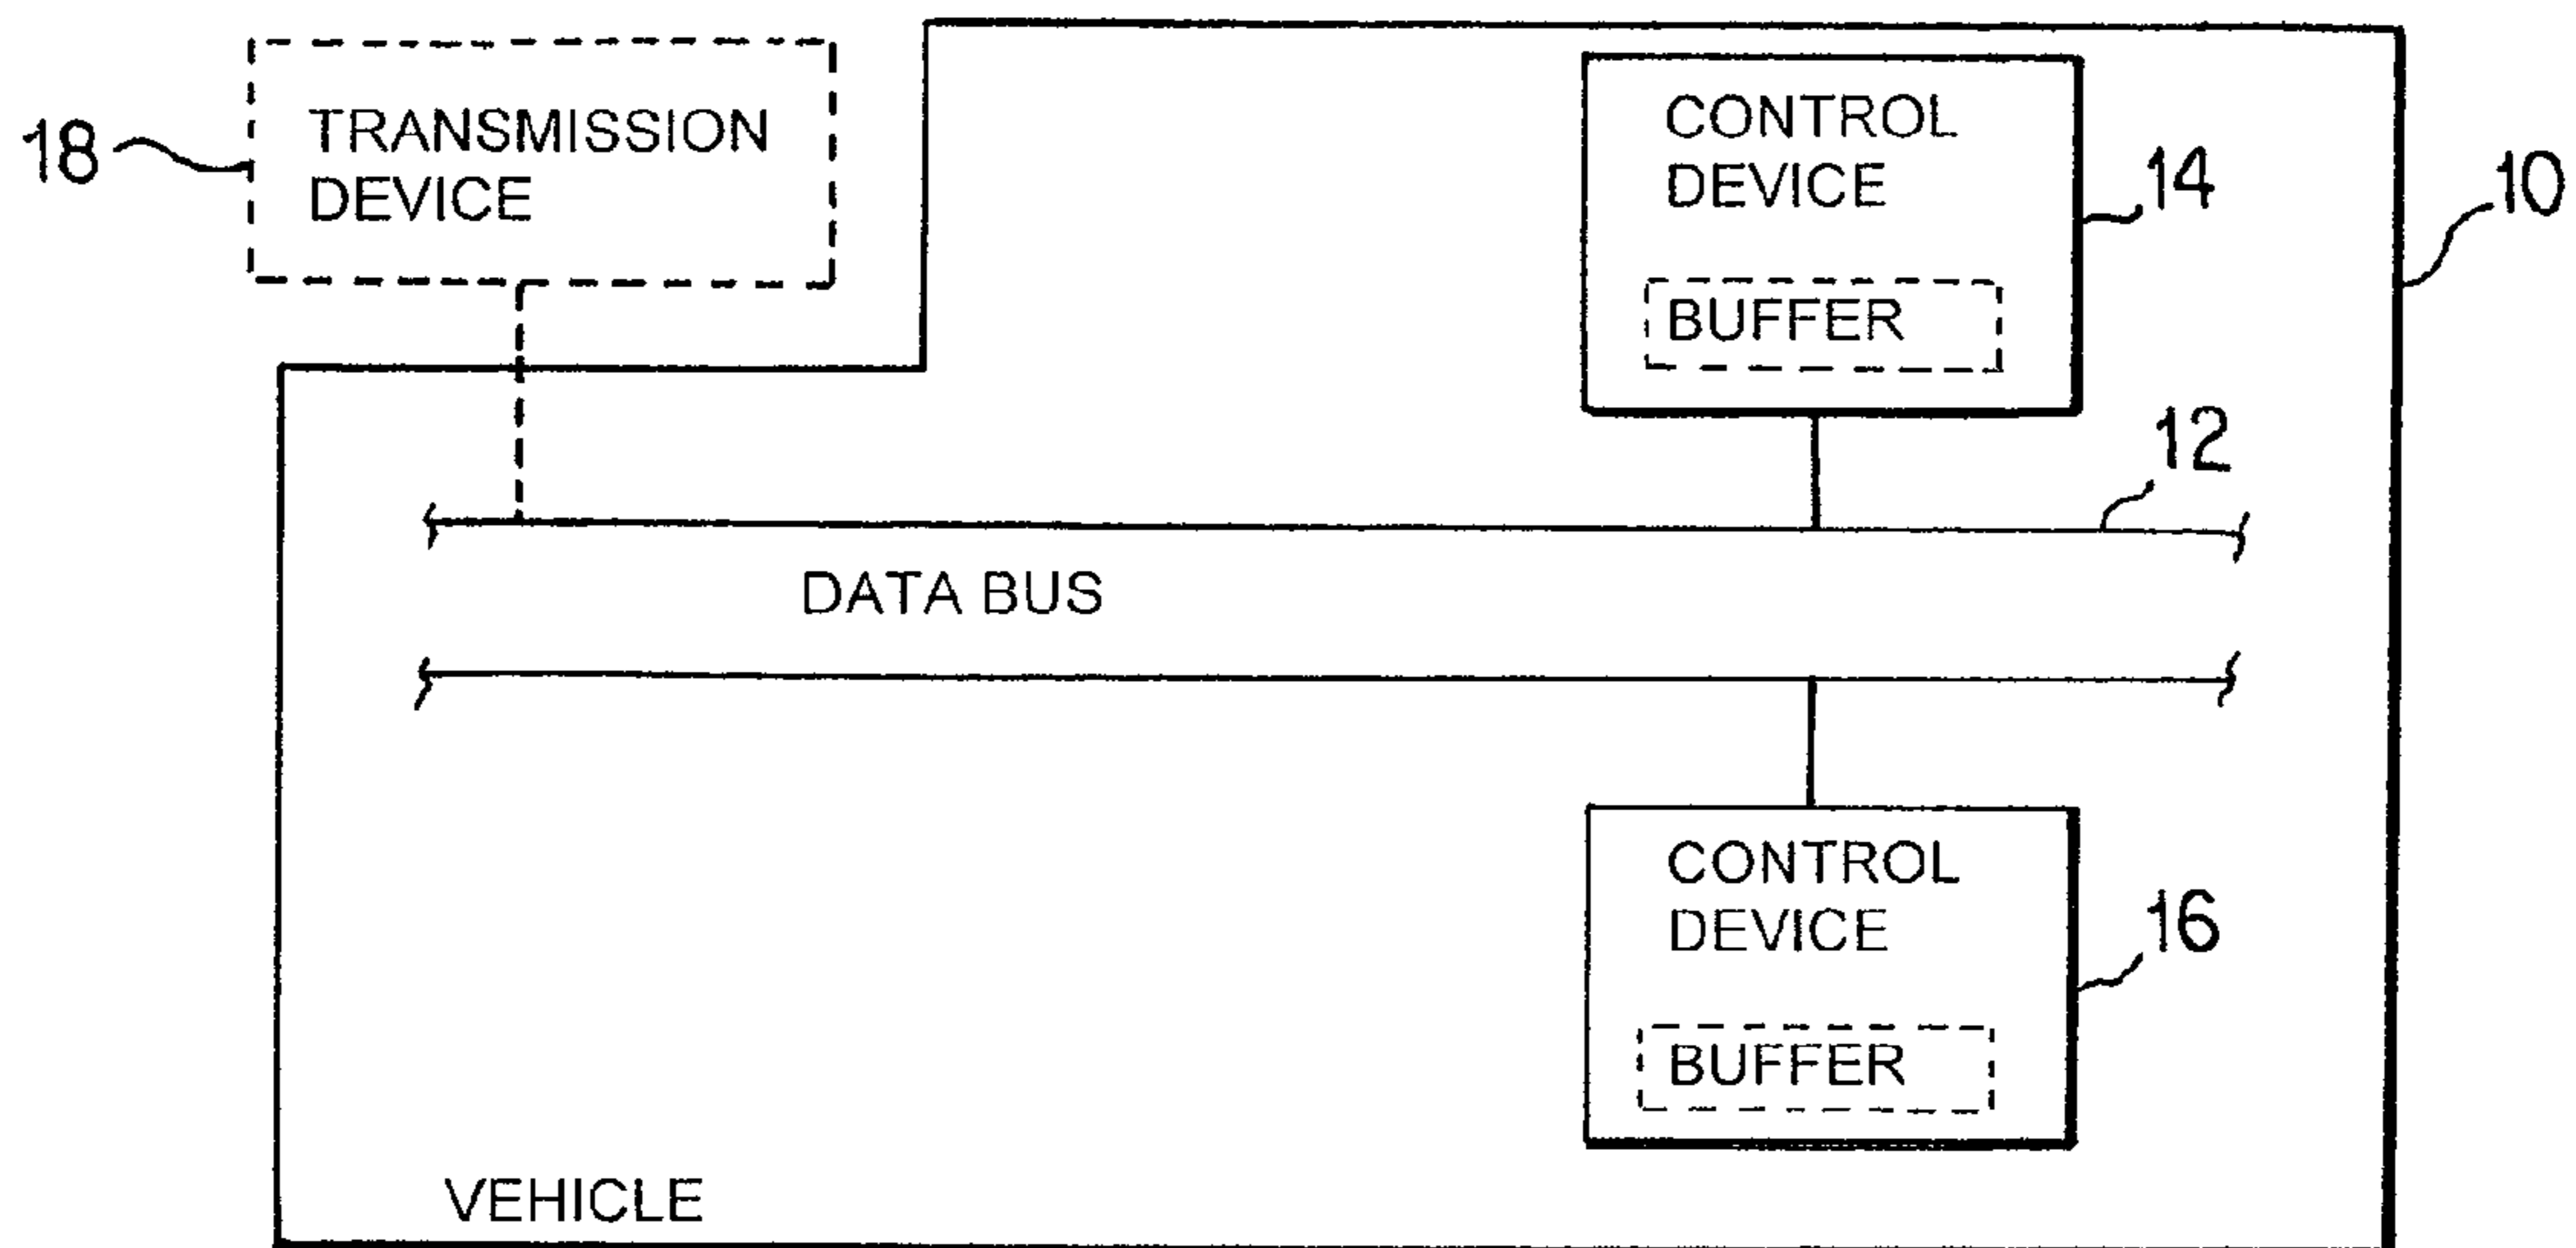 TRANSMISSION
DEVICE
18
CONTROL
DEVICE
BUFFER
14
10
12
DATA BUS
CONTROL
DEVICE
BUFFER
16
VEHICLE